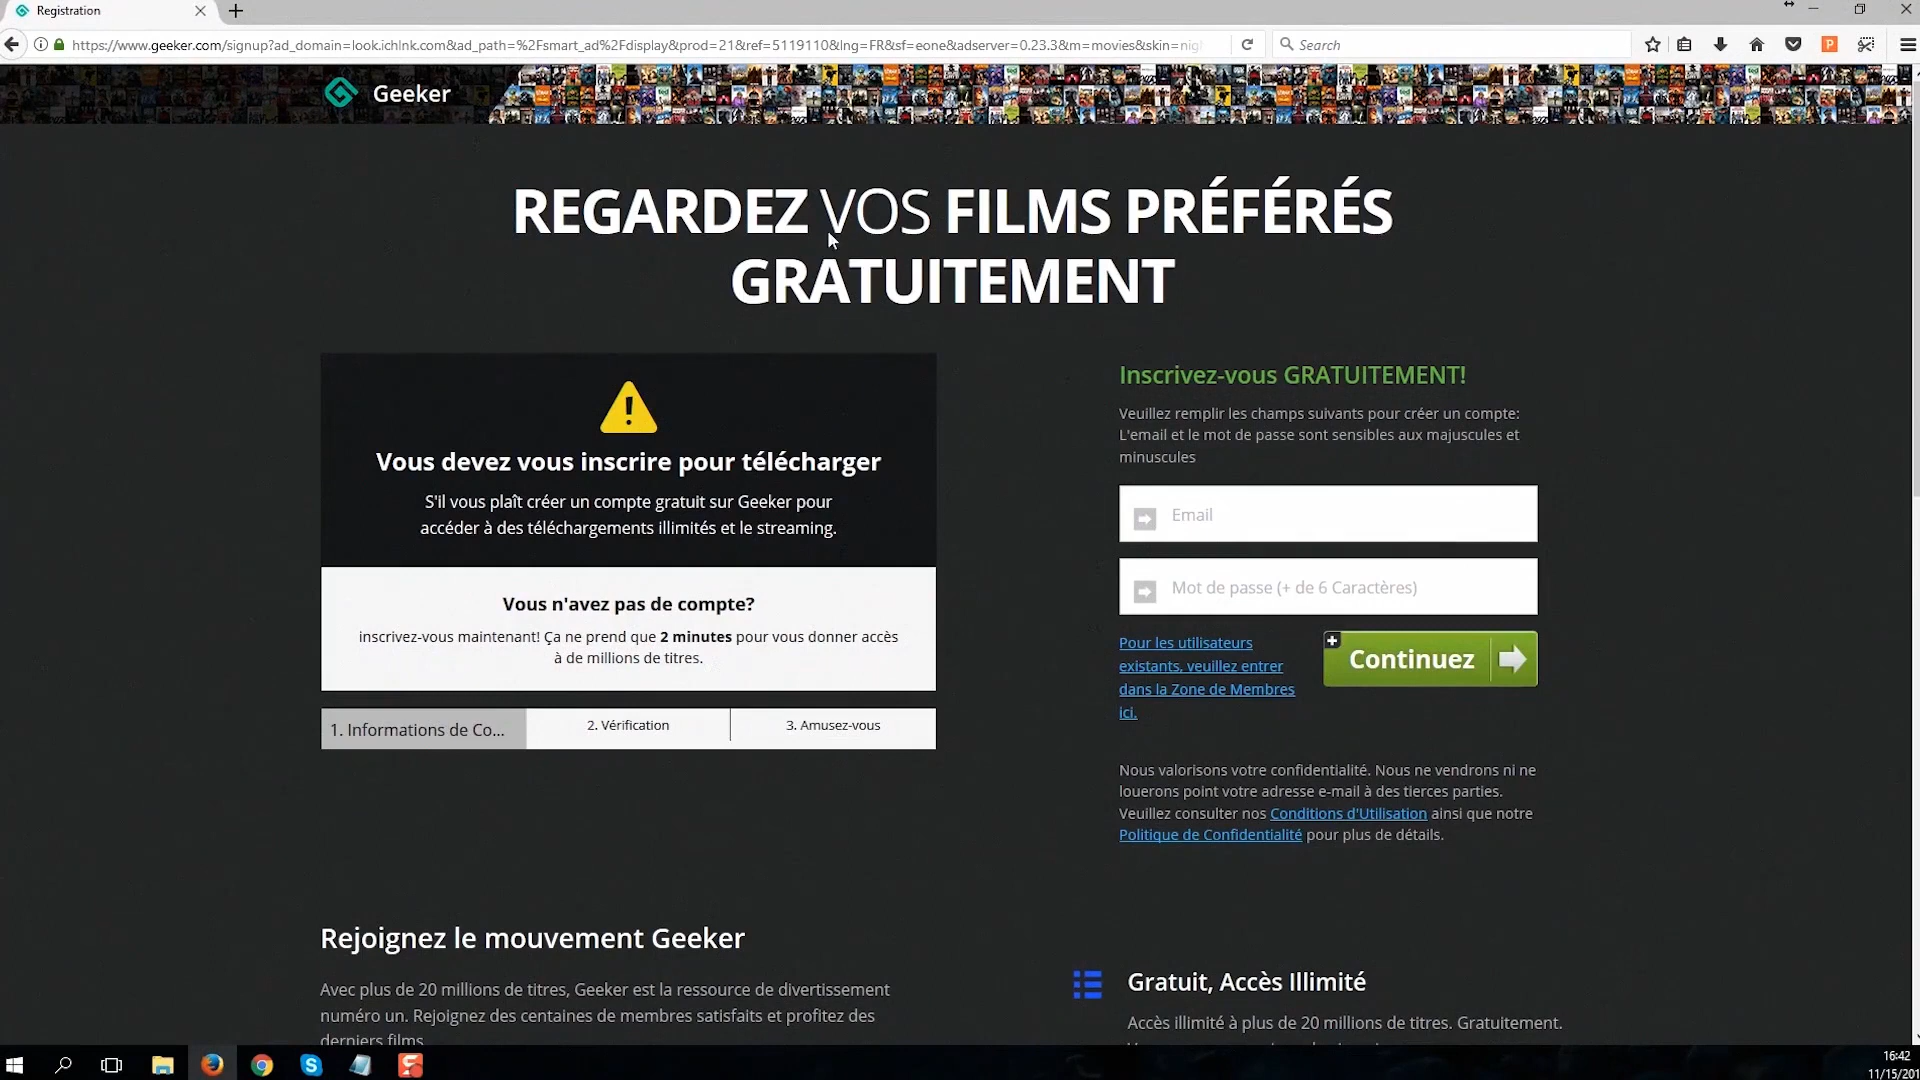 Registration
https://www.geeker.com/signup?ad_domain=look.ichlnk.com&ad_path=%2Fsmart_ad%2Fdisplay&prod=21&ref=5119110&lng=FR&sf=eone&adserver=0.23.3&m=movies&skin=nig
Search
Geeker
REGARDEZ VOS FILMS PRÉFÉRÉS
GRATUITEMENT
Vous devez vous inscrire pour télécharger
S'il vous plaît créer un compte gratuit sur Geeker pour
accéder à des téléchargements illimités et le streaming.
Vous n'avez pas de compte?
inscrivez-vous maintenant! Ça ne prend que 2 minutes pour vous donner accès
à de millions de titres.
1. Informations de Co...
2. Vérification
3. Amusez-vous
Inscrivez-vous GRATUITEMENT!
Veuillez remplir les champs suivants pour créer un compte:
L'email et le mot de passe sont sensibles aux majuscules et
minuscules
Email
Mot de passe (+ de 6 Caractères)
Pour les utilisateurs
existants, veuillez entrer
dans la Zone de Membres
ici.
Continuez
Nous valorisons votre confidentialité. Nous ne vendrons ni ne
louerons point votre adresse e-mail à des tierces parties.
Veuillez consulter nos Conditions d'Utilisation ainsi que notre
Politique de Confidentialité pour plus de détails.
Rejoignez le mouvement Geeker
Avec plus de 20 millions de titres, Geeker est la ressource de divertissement
numéro un. Rejoignez des centaines de membres satisfaits et profitez des
derniers films
Gratuit, Accès Illimité
Accès illimité à plus de 20 millions de titres. Gratuitement.
16:42
11/15/201